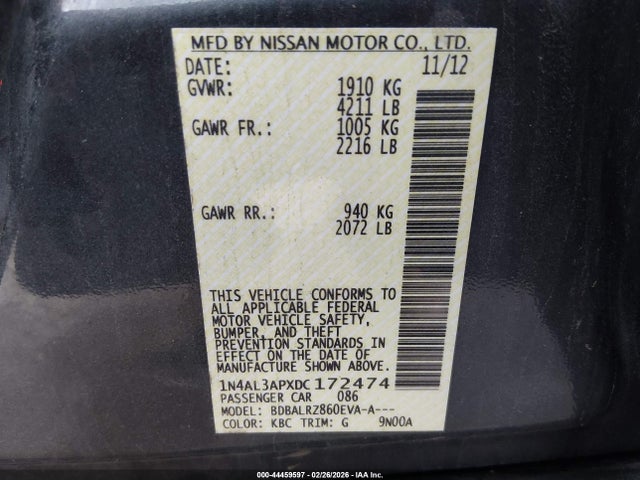 MFD BY NISSAN MOTOR CO., LTD.
DATE: 11/12
GVWR: 1910 KG
4211 LB
GAWR FR.: 1005 KG
2216 LB
GAWR RR.: 940 KG
2072 LB
THIS VEHICLE CONFORMS TO
ALL APPLICABLE FEDERAL
MOTOR VEHICLE SAFETY,
BUMPER, AND THEFT
PREVENTION STANDARDS IN
EFFECT ON THE DATE OF
MANUFACTURE SHOWN ABOVE.
1N4AL3APXDC172474
PASSENGER CAR 086
MODEL: BDBALRZ860EVA-A---
COLOR: KBC TRIM: G 9N00A
000-44459597 02/26/2026 IAAI.COM